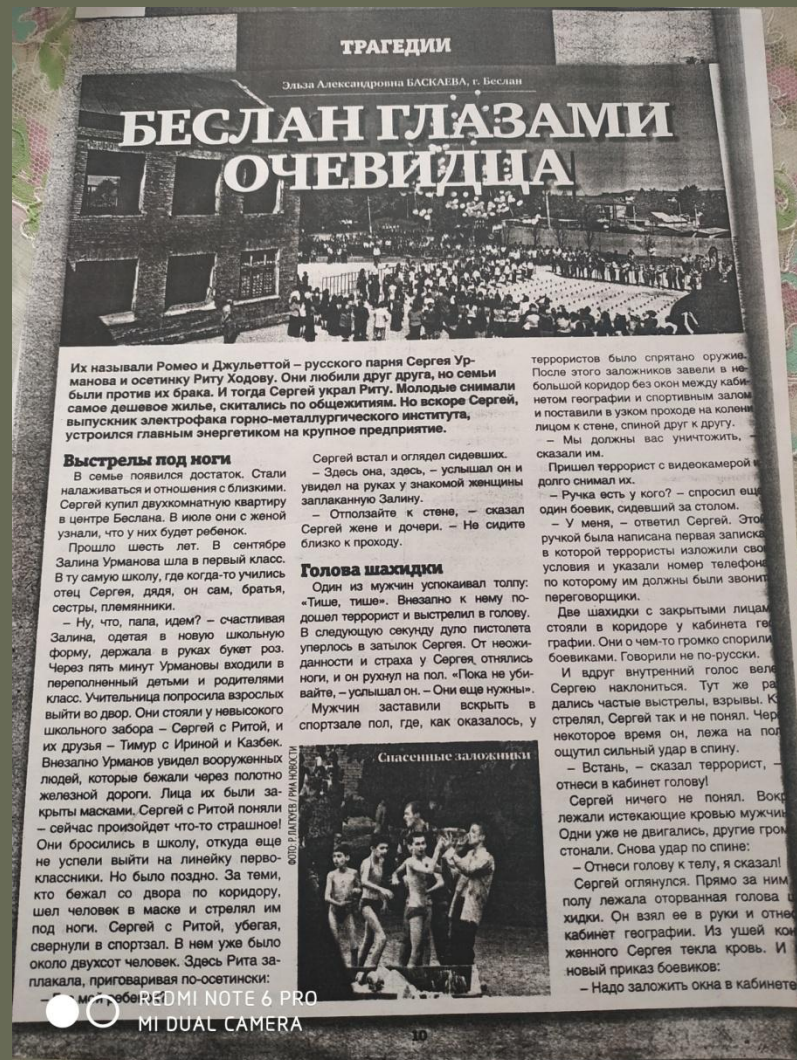 ТРАГЕДИИ
Эльза Александровна БАСКАЕВА, г. Беслан
БЕСЛАН ГЛАЗАМИ
ОЧЕВИДЦА
Их называли Ромео и Джульеттой – русского парня Сергея Ур-
манова и осетинку Риту Ходову. Они любили друг друга, но семьи
были против их брака. И тогда Сергей украл Риту. Молодые снимали
самое дешевое жилье, скитались по общежитиям. Но вскоре Сергей,
выпускник электрофака горно-металлургического института,
устроился главным энергетиком на крупное предприятие.
Выстрелы под ноги
В семье появился достаток. Стали
налаживаться и отношения с близкими.
Сергей купил двухкомнатную квартиру
в центре Беслана. В июле они с женой
узнали, что у них будет ребенок.
Прошло шесть лет. В сентябре
Залина Урманова шла в первый класс.
В ту самую школу, где когда-то учились
отец Сергея, дядя, он сам, братья,
сестры, племянники.
– Ну, что, папа, идем? – счастливая
Залина, одетая в новую школьную
форму, держала в руках букет роз.
Через пять минут Урмановы входили в
переполненный детьми и родителями
класс. Учительница попросила взрослых
выйти во двор. Они стояли у невысокого
школьного забора – Сергей с Ритой, и
их друзья – Тимур с Ириной и Казбек.
Внезапно Урманов увидел вооруженных
людей, которые бежали через полотно
железной дороги. Лица их были за-
крыты масками. Сергей с Ритой поняли
– сейчас произойдет что-то страшное!
Они бросились в школу, откуда еще
не успели выйти на линейку перво-
классники. Но было поздно. За теми,
кто бежал со двора по коридору,
шел человек в маске и стрелял им
под ноги. Сергей с Ритой, убегая,
свернули в спортзал. В нем уже было
около двухсот человек. Здесь Рита за-
плакала, приговаривая по-осетински:
мой ребенок?
Сергей встал и оглядел сидевших.
– Здесь она, здесь, – услышал он и
увидел на руках у знакомой женщины
заплаканную Залину.
– Отползайте к стене, – сказал
Сергей жене и дочери. – Не сидите
близко к проходу.
Голова шахидки
Один из мужчин успокаивал толпу:
«Тише, тише». Внезапно к нему по-
дошел террорист и выстрелил в голову.
В следующую секунду дуло пистолета
уперлось в затылок Сергея. От неожи-
данности и страха у Сергея отнялись
ноги, и он рухнул на пол. «Пока не уби-
вайте, – услышал он. – Они еще нужны».
Мужчин заставили вскрыть в
спортзале пол, где, как оказалось, у
Спасенные заложники
ФОТО: Р. ЛАГКУЕВ / РИА НОВОСТИ
террористов было спрятано оружие.
После этого заложников завели в не-
большой коридор без окон между каби-
нетом географии и спортивным залом
и поставили в узком проходе на колени
лицом к стене, спиной друг к другу.
– Мы должны вас уничтожить, –
сказали им.
Пришел террорист с видеокамерой и
долго снимал их.
– Ручка есть у кого? – спросил еще
один боевик, сидевший за столом.
– У меня, – ответил Сергей. Этой
ручкой была написана первая записка,
в которой террористы изложили свои
условия и указали номер телефона,
по которому им должны были звонить
переговорщики.
Две шахидки с закрытыми лицами
стояли в коридоре у кабинета гео-
графии. Они о чем-то громко спорили
боевиками. Говорили не по-русски.
И вдруг внутренний голос велел
Сергею наклониться. Тут же раз
дались частые выстрелы, взрывы. Кто
стрелял, Сергей так и не понял. Через
некоторое время он, лежа на полу,
ощутил сильный удар в спину.
– Встань, – сказал террорист, –
отнеси в кабинет голову!
Сергей ничего не понял. Вокруг
лежали истекающие кровью мужчины.
Одни уже не двигались, другие громко
стонали. Снова удар по спине:
– Отнеси голову к телу, я сказал!
Сергей оглянулся. Прямо за ним
полу лежала оторванная голова ша
хидки. Он взял ее в руки и отнес
кабинет географии. Из ушей кон
женного Сергея текла кровь. И
новый приказ боевиков:
– Надо заложить окна в кабинете
REDMI NOTE 6 PRO
MI DUAL CAMERA
10